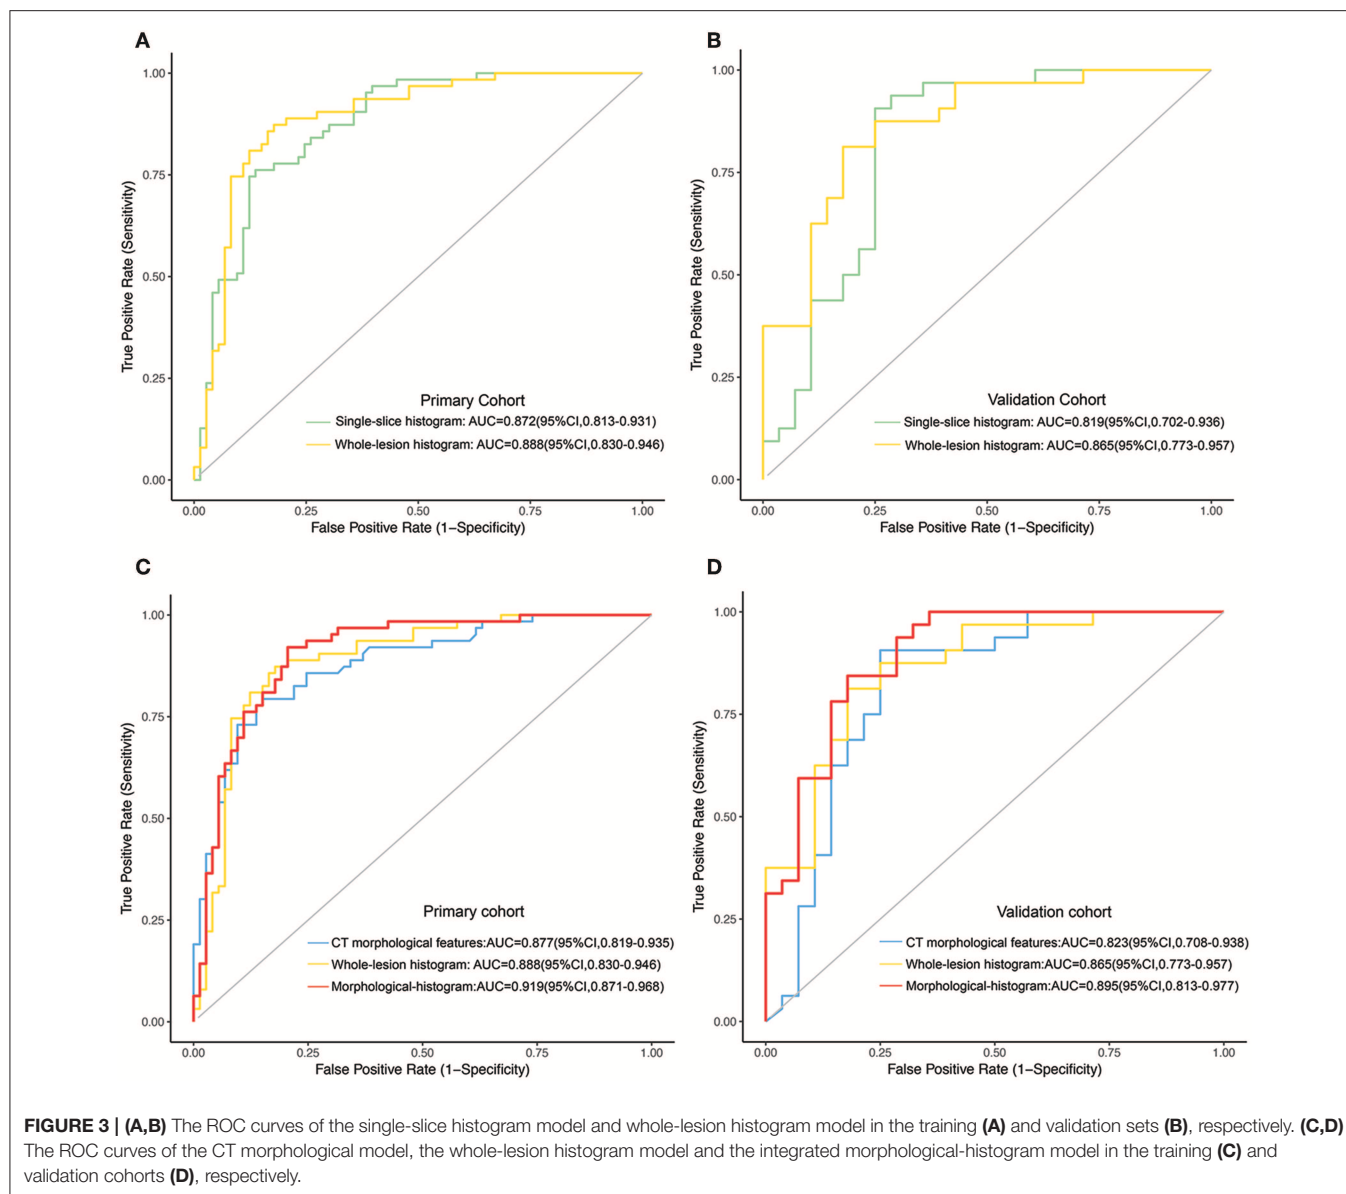 A
1.00
0.75
0.50
0.25
0.00
True Positive Rate (Sensitivity)
Primary Cohort
Single-slice histogram: AUC=0.872(95%CI,0.813-0.931)
Whole-lesion histogram: AUC=0.888(95%CI,0.830-0.946)
0.00 0.25 0.50 0.75 1.00
False Positive Rate (1−Specificity)
B
1.00
0.75
0.50
0.25
0.00
True Positive Rate (Sensitivity)
Validation Cohort
Single-slice histogram: AUC=0.819(95%CI,0.702-0.936)
Whole-lesion histogram: AUC=0.865(95%CI,0.773-0.957)
0.00 0.25 0.50 0.75 1.00
False Positive Rate (1−Specificity)
C
1.00
0.75
0.50
0.25
0.00
True Positive Rate (Sensitivity)
Primary cohort
CT morphological features:AUC=0.877(95%CI,0.819-0.935)
Whole-lesion histogram: AUC=0.888(95%CI,0.830-0.946)
Morphological-histogram:AUC=0.919(95%CI,0.871-0.968)
0.00 0.25 0.50 0.75 1.00
False Positive Rate (1−Specificity)
D
1.00
0.75
0.50
0.25
0.00
True Positive Rate (Sensitivity)
Validation cohort
CT morphological features:AUC=0.823(95%CI,0.708-0.938)
Whole-lesion histogram:AUC=0.865(95%CI,0.773-0.957)
Morphological-histogram:AUC=0.895(95%CI,0.813-0.977)
0.00 0.25 0.50 0.75 1.00
False Positive Rate (1−Specificity)
FIGURE 3 | (A,B) The ROC curves of the single-slice histogram model and whole-lesion histogram model in the training (A) and validation sets (B), respectively. (C,D)
The ROC curves of the CT morphological model, the whole-lesion histogram model and the integrated morphological-histogram model in the training (C) and
validation cohorts (D), respectively.